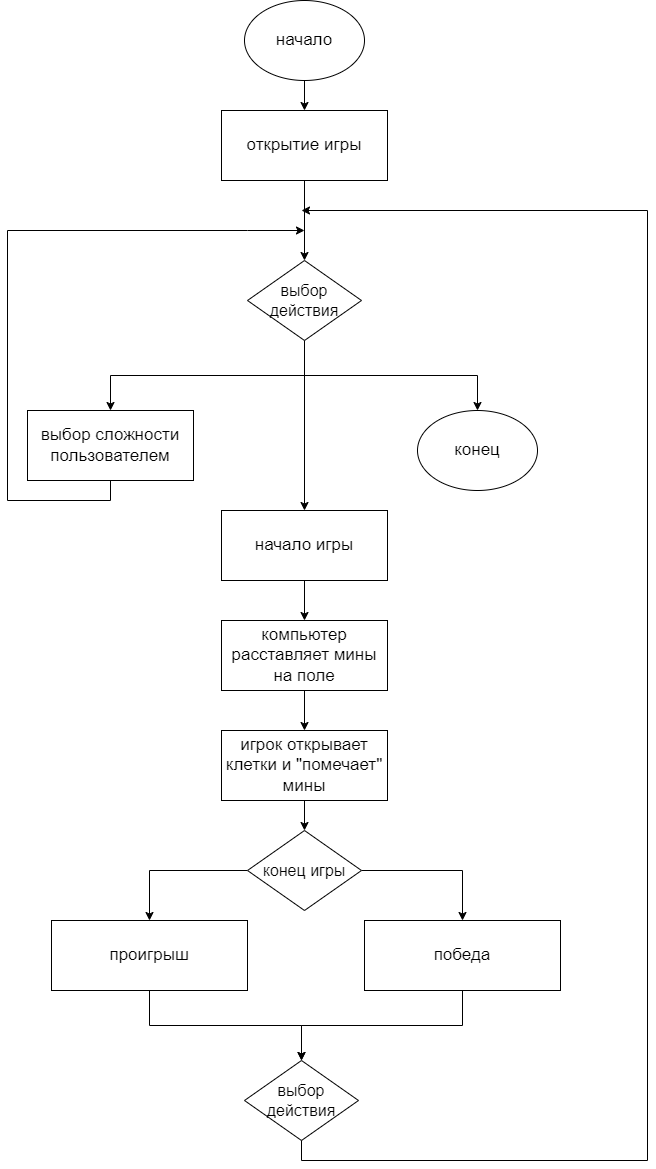 начало
открытие игры
выбор
действия
выбор сложности
пользователем
конец
начало игры
компьютер
расставляет мины
на поле
игрок открывает
клетки и "помечает"
мины
конец игры
проигрыш
победа
выбор
действия